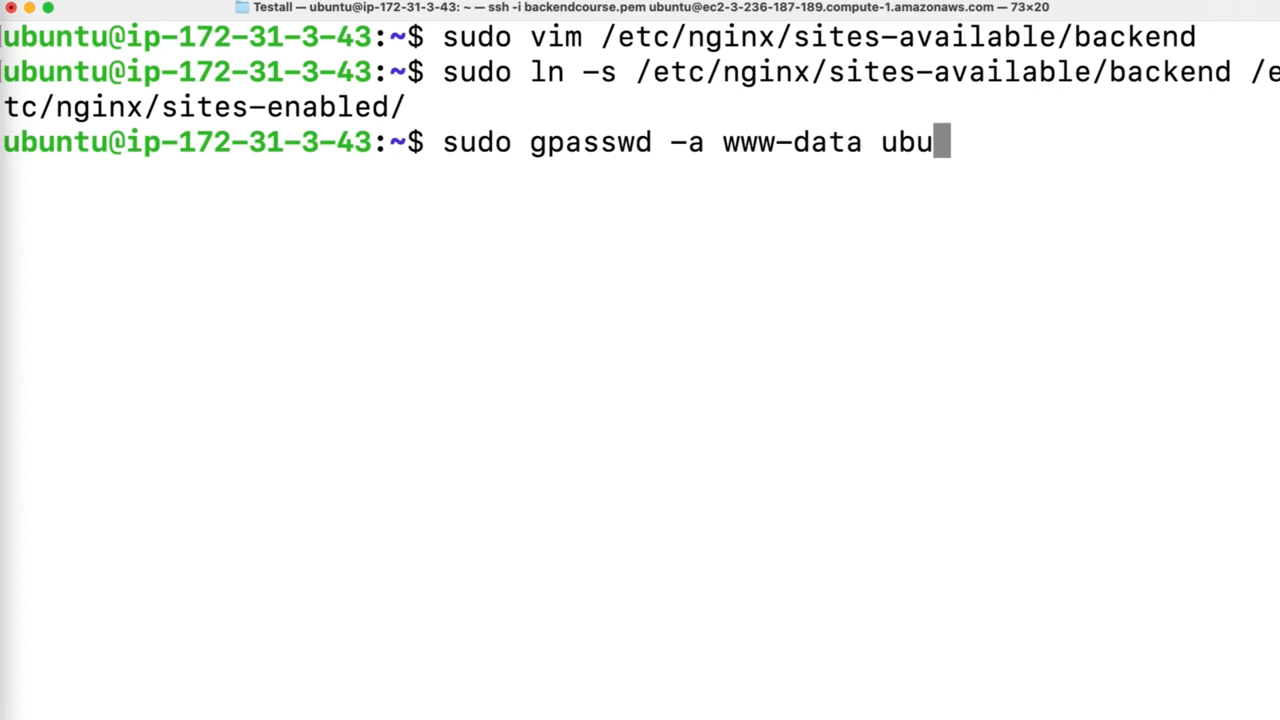 Testall — ubuntu@ip-172-31-3-43: ~ — ssh -i backendcourse.pem ubuntu@ec2-3-236-187-189.compute-1.amazonaws.com — 73×20
ubuntu@ip-172-31-3-43:~$ sudo vim /etc/nginx/sites-available/backend
ubuntu@ip-172-31-3-43:~$ sudo ln -s /etc/nginx/sites-available/backend /e
tc/nginx/sites-enabled/
ubuntu@ip-172-31-3-43:~$ sudo gpasswd -a www-data ubu